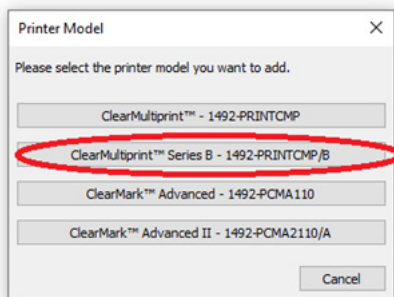 Printer Model
Please select the printer model you want to add.
ClearMultiprint™ - 1492-PRINTCMP
ClearMultiprint™ Series B - 1492-PRINTCMP/B
ClearMark™ Advanced - 1492-PCMA110
ClearMark™ Advanced II - 1492-PCMA2110/A
Cancel